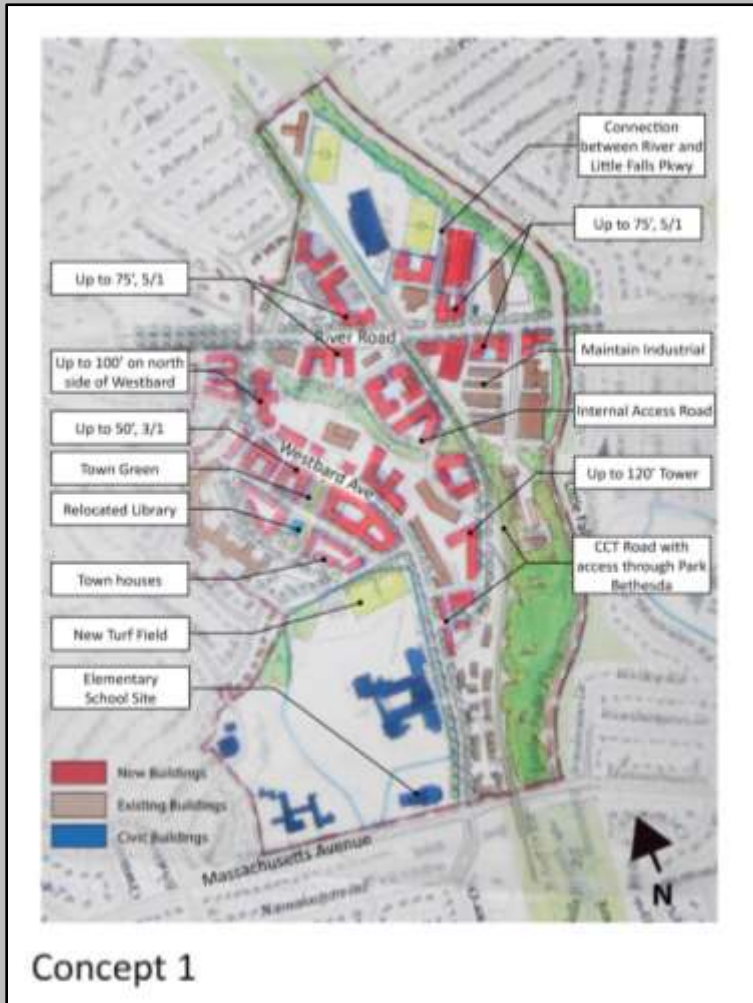 Connection
between River and
Little Falls Pkwy
Up to 75', 5/1
Up to 75', 5/1
River Road
Up to 100' on north
side of Westbard
Maintain Industrial
Internal Access Road
Up to 50', 3/1
Town Green
Westbard Ave
Up to 120' Tower
Relocated Library
CCT Road with
access through Park
Bethesda
Town houses
New Turf Field
Elementary
School Site
New Buildings
Existing Buildings
Civic Buildings
Massachusetts Avenue
N
Concept 1